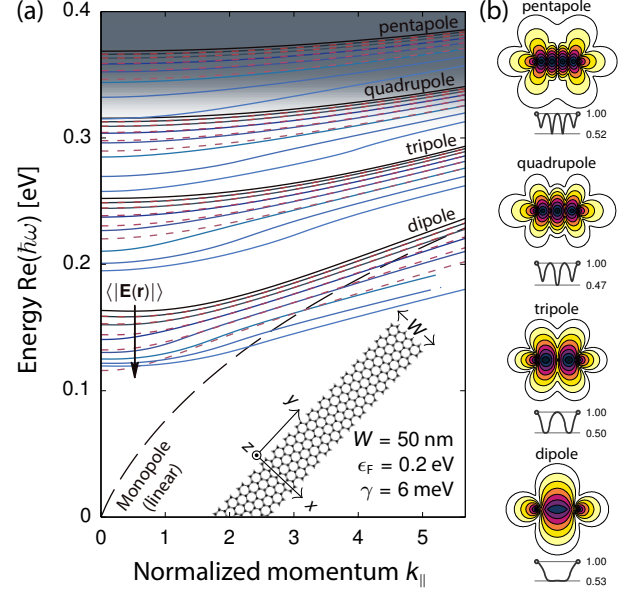 (a)
0.4
0.3
0.2
0.1
0
Energy Re(ℏω) [eV]
pentapole
quadrupole
tripole
dipole
⟨|E(r)|⟩
Monopole
(linear)
W
y
z
x
W = 50 nm
ϵF = 0.2 eV
γ = 6 meV
0 1 2 3 4 5
Normalized momentum k∥
(b)
pentapole
1.00
0.52
quadrupole
1.00
0.47
tripole
1.00
0.50
dipole
1.00
0.53